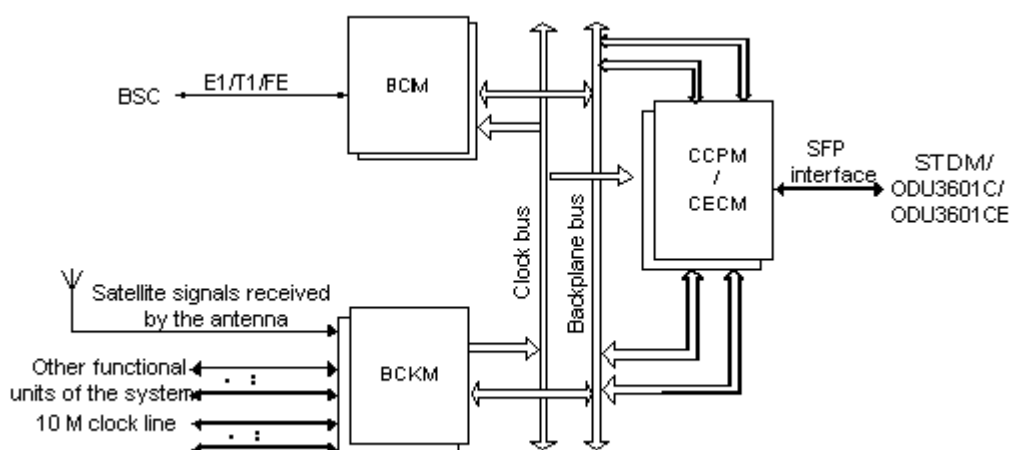 BSC
E1/T1/FE
BCIM
CCPM
/
CECM
SFP
interface
STDM/
ODU3601C/
ODU3601CE
Clock bus
Backplane bus
Satellite signals received
by the antenna
BCKM
Other functional
units of the system
10 M clock line